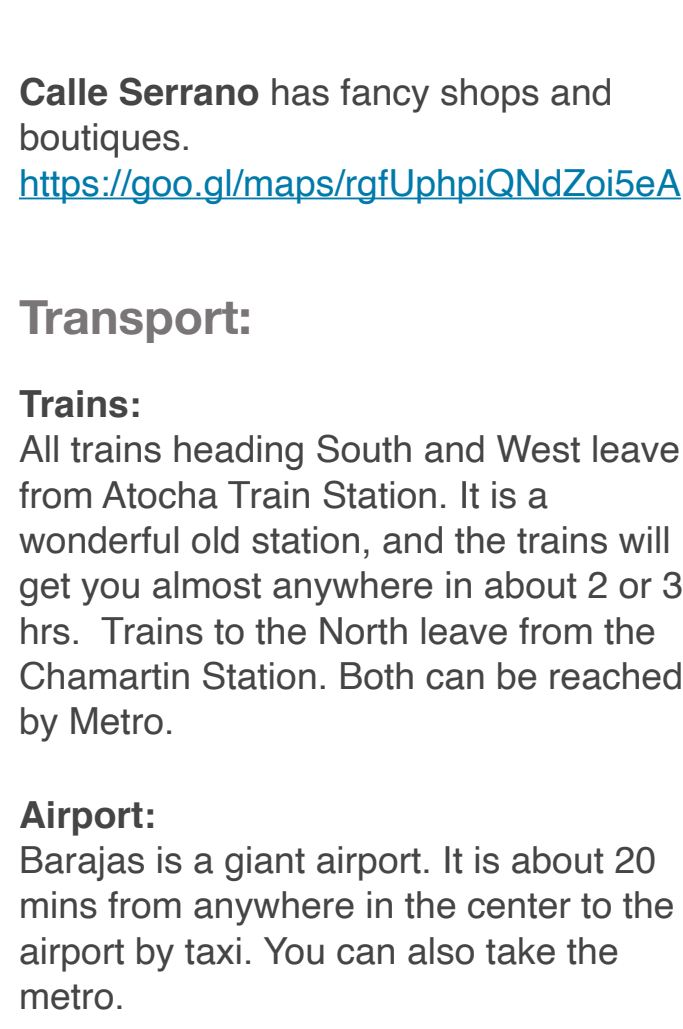 Calle Serrano has fancy shops and
boutiques.
https://goo.gl/maps/rgfUphpiQNdZoi5eA
Transport:
Trains:
All trains heading South and West leave
from Atocha Train Station. It is a
wonderful old station, and the trains will
get you almost anywhere in about 2 or 3
hrs.  Trains to the North leave from the
Chamartin Station. Both can be reached
by Metro.
Airport:
Barajas is a giant airport. It is about 20
mins from anywhere in the center to the
airport by taxi. You can also take the
metro.